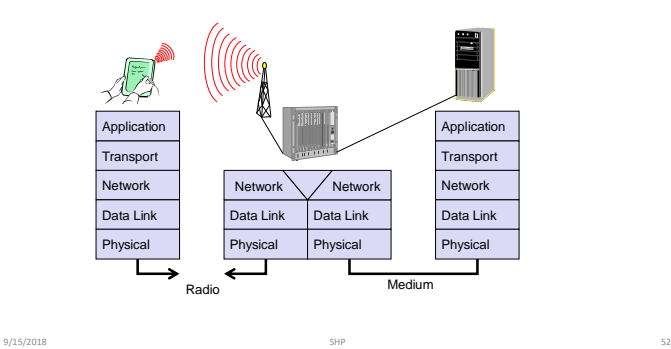 Application
Transport
Network
Data Link
Physical
Network Network
Data Link Data Link
Physical Physical
Application
Transport
Network
Data Link
Physical
Radio
Medium
9/15/2018 SHP 52